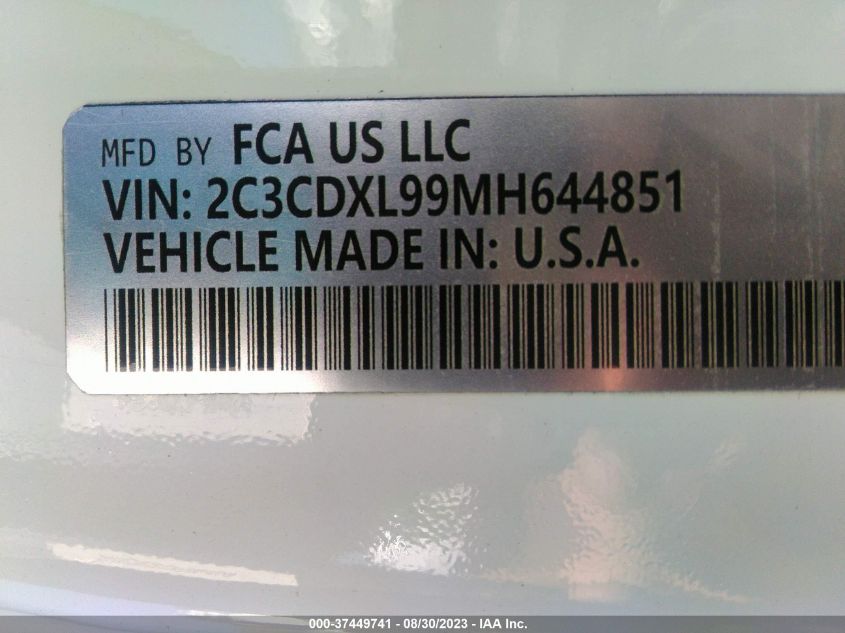 MFD BY FCA US LLC
VIN: 2C3CDXL99MH644851
VEHICLE MADE IN: U.S.A.
000-37449741 - 08/30/2023 - IAA Inc.